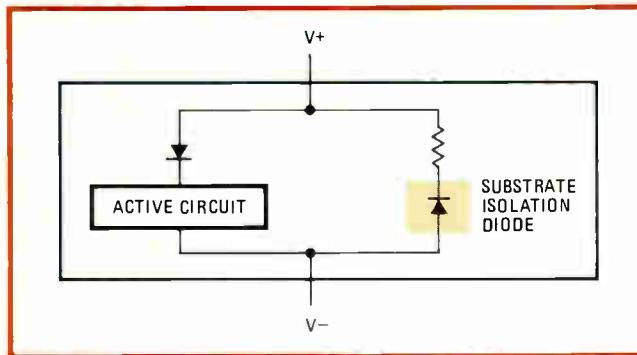 V+
ACTIVE CIRCUIT
SUBSTRATE
ISOLATION
DIODE
V−